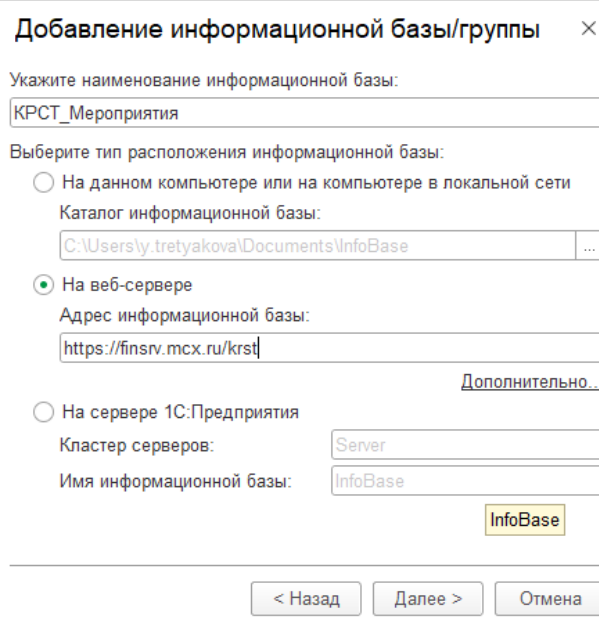 Добавление информационной базы/группы
Укажите наименование информационной базы:
КРСТ_Мероприятия
Выберите тип расположения информационной базы:
На данном компьютере или на компьютере в локальной сети
Каталог информационной базы:
C:\Users\y.tretyakova\Documents\InfoBase
...
На веб-сервере
Адрес информационной базы:
https://finsrv.mcx.ru/krst
Дополнительно...
На сервере 1С:Предприятия
Кластер серверов: Server
Имя информационной базы: InfoBase
InfoBase
< Назад Далее > Отмена